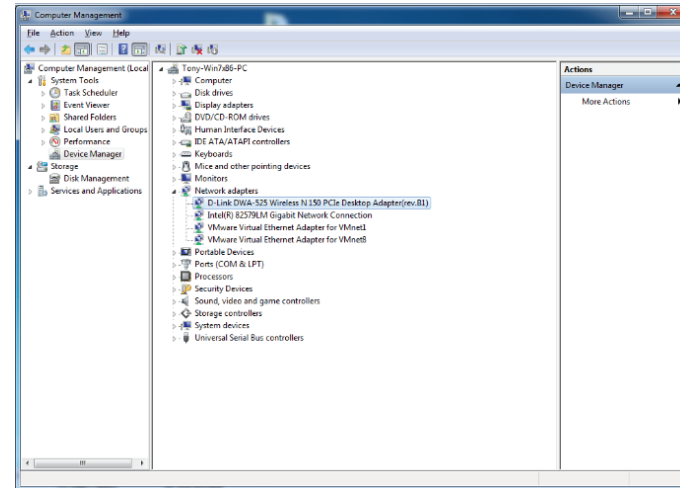 Computer Management
File Action View Help
Computer Management (Local
System Tools
Task Scheduler
Event Viewer
Shared Folders
Local Users and Groups
Performance
Device Manager
Storage
Disk Management
Services and Applications
Tony-Win7x86-PC
Computer
Disk drives
Display adapters
DVD/CD-ROM drives
Human Interface Devices
IDE ATA/ATAPI controllers
Keyboards
Mice and other pointing devices
Monitors
Network adapters
D-Link DWA-525 Wireless N 150 PCIe Desktop Adapter(rev.B1)
Intel(R) 82579LM Gigabit Network Connection
VMware Virtual Ethernet Adapter for VMnet1
VMware Virtual Ethernet Adapter for VMnet8
Portable Devices
Ports (COM & LPT)
Processors
Security Devices
Sound, video and game controllers
Storage controllers
System devices
Universal Serial Bus controllers
Actions
Device Manager
More Actions